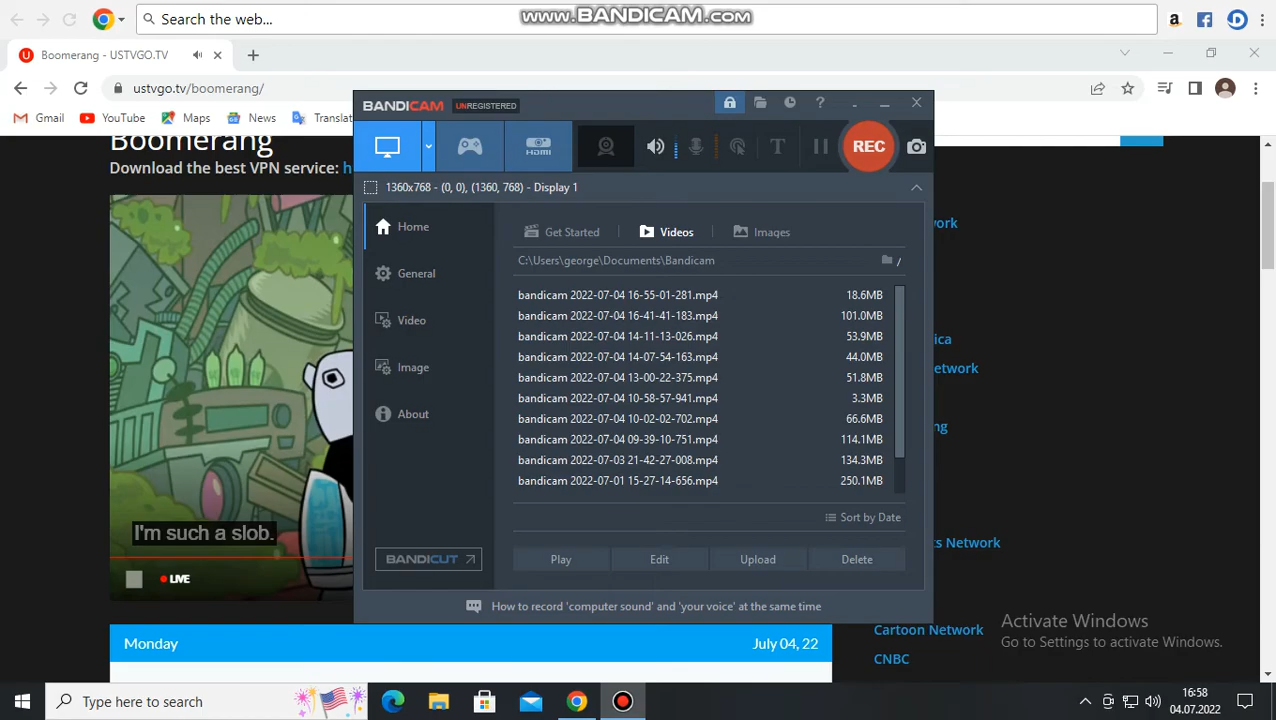 Search the web...
www.BANDICAM.com
Boomerang - USTVGO.TV
ustvgo.tv/boomerang/
Gmail
YouTube
Maps
News
Translat
Boomerang
Download the best VPN service: h
BANDICAM UNREGISTERED
HDMI
T
REC
1360x768 - (0, 0), (1360, 768) - Display 1
Home
General
Video
Image
About
BANDICUT
Get Started
Videos
Images
C:\Users\george\Documents\Bandicam
/
bandicam 2022-07-04 16-55-01-281.mp4 18.6MB
bandicam 2022-07-04 16-41-41-183.mp4 101.0MB
bandicam 2022-07-04 14-11-13-026.mp4 53.9MB
bandicam 2022-07-04 14-07-54-163.mp4 44.0MB
bandicam 2022-07-04 13-00-22-375.mp4 51.8MB
bandicam 2022-07-04 10-58-57-941.mp4 3.3MB
bandicam 2022-07-04 10-02-02-702.mp4 66.6MB
bandicam 2022-07-04 09-39-10-751.mp4 114.1MB
bandicam 2022-07-03 21-42-27-008.mp4 134.3MB
bandicam 2022-07-01 15-27-14-656.mp4 250.1MB
Sort by Date
Play
Edit
Upload
Delete
How to record 'computer sound' and 'your voice' at the same time
I'm such a slob.
LIVE
Monday
July 04, 22
work
ica
etwork
ng
ts Network
Cartoon Network
CNBC
Activate Windows
Go to Settings to activate Windows.
Type here to search
16:58
04.07.2022